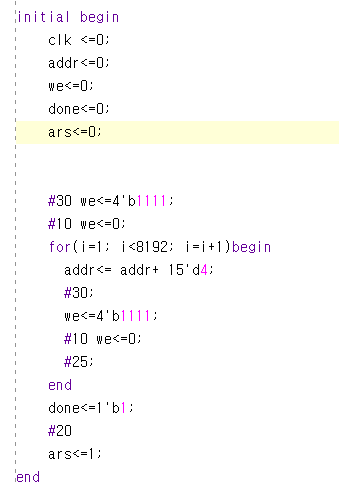 initial begin
clk <=0;
addr<=0;
we<=0;
done<=0;
ars<=0;
#30 we<=4'b1111;
#10 we<=0;
for(i=1; i<8192; i=i+1)begin
addr<= addr+ 15'd4;
#30;
we<=4'b1111;
#10 we<=0;
#25;
end
done<=1'b1;
#20
ars<=1;
end